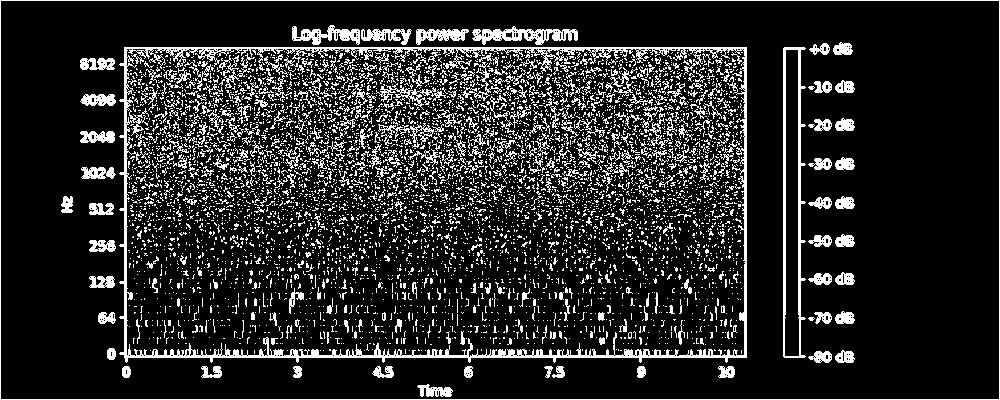 Log-frequency power spectrogram
8192
4096
2048
1024
512
256
128
64
0
Hz
0 1.5 3 4.5 6 7.5 9 10
Time
+0 dB
-10 dB
-20 dB
-30 dB
-40 dB
-50 dB
-60 dB
-70 dB
-80 dB